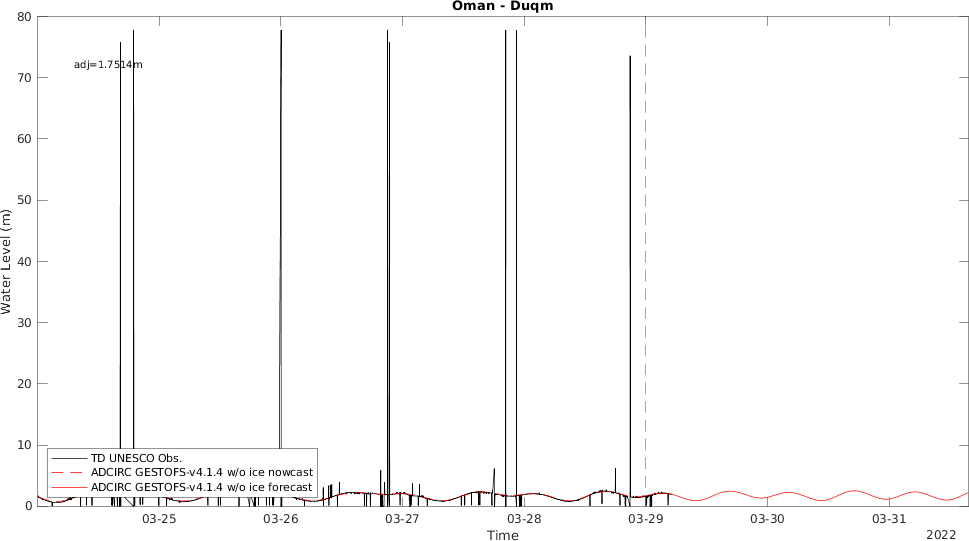 Oman - Duqm
80
70
60
50
40
30
20
10
0
Water Level (m)
adj=1.7514m
TD UNESCO Obs.
ADCIRC GESTOFS-v4.1.4 w/o ice nowcast
ADCIRC GESTOFS-v4.1.4 w/o ice forecast
03-25 03-26 03-27 03-28 03-29 03-30 03-31
Time
2022